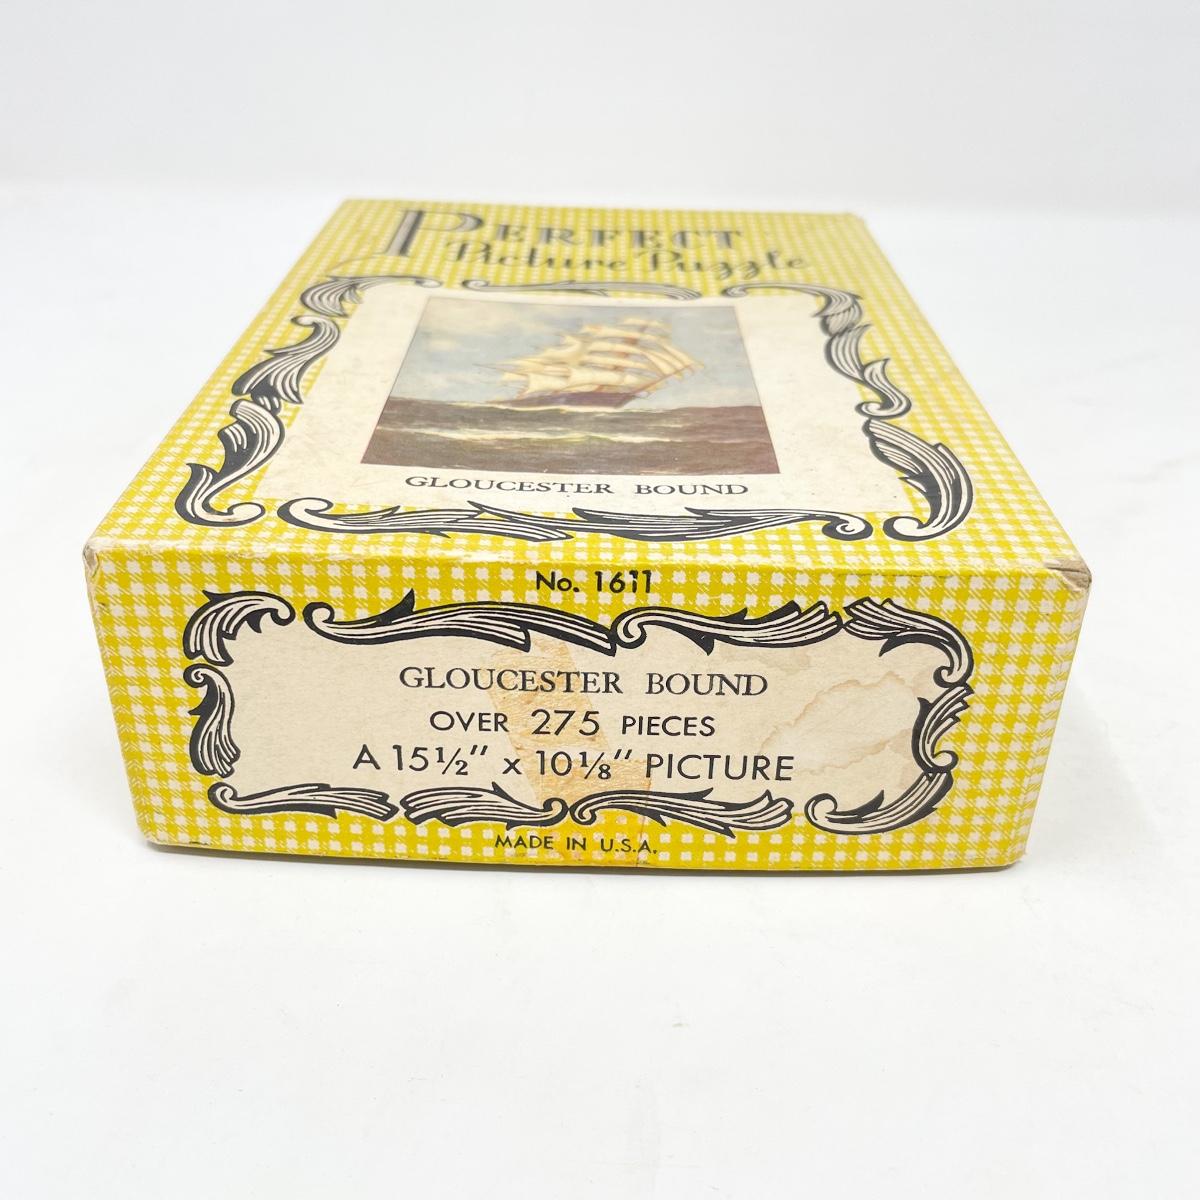 PERFECT
Picture Puzzle
GLOUCESTER BOUND
No. 1611
GLOUCESTER BOUND
OVER 275 PIECES
A 15½" x 10⅛" PICTURE
MADE IN U.S.A.